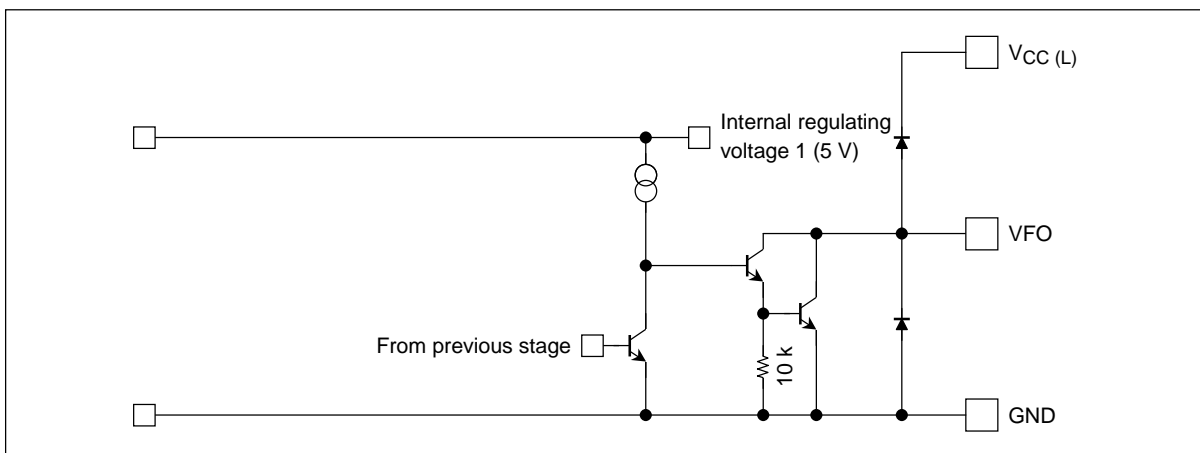 VCC (L)
Internal regulating
voltage 1 (5 V)
VFO
From previous stage
10 k
GND